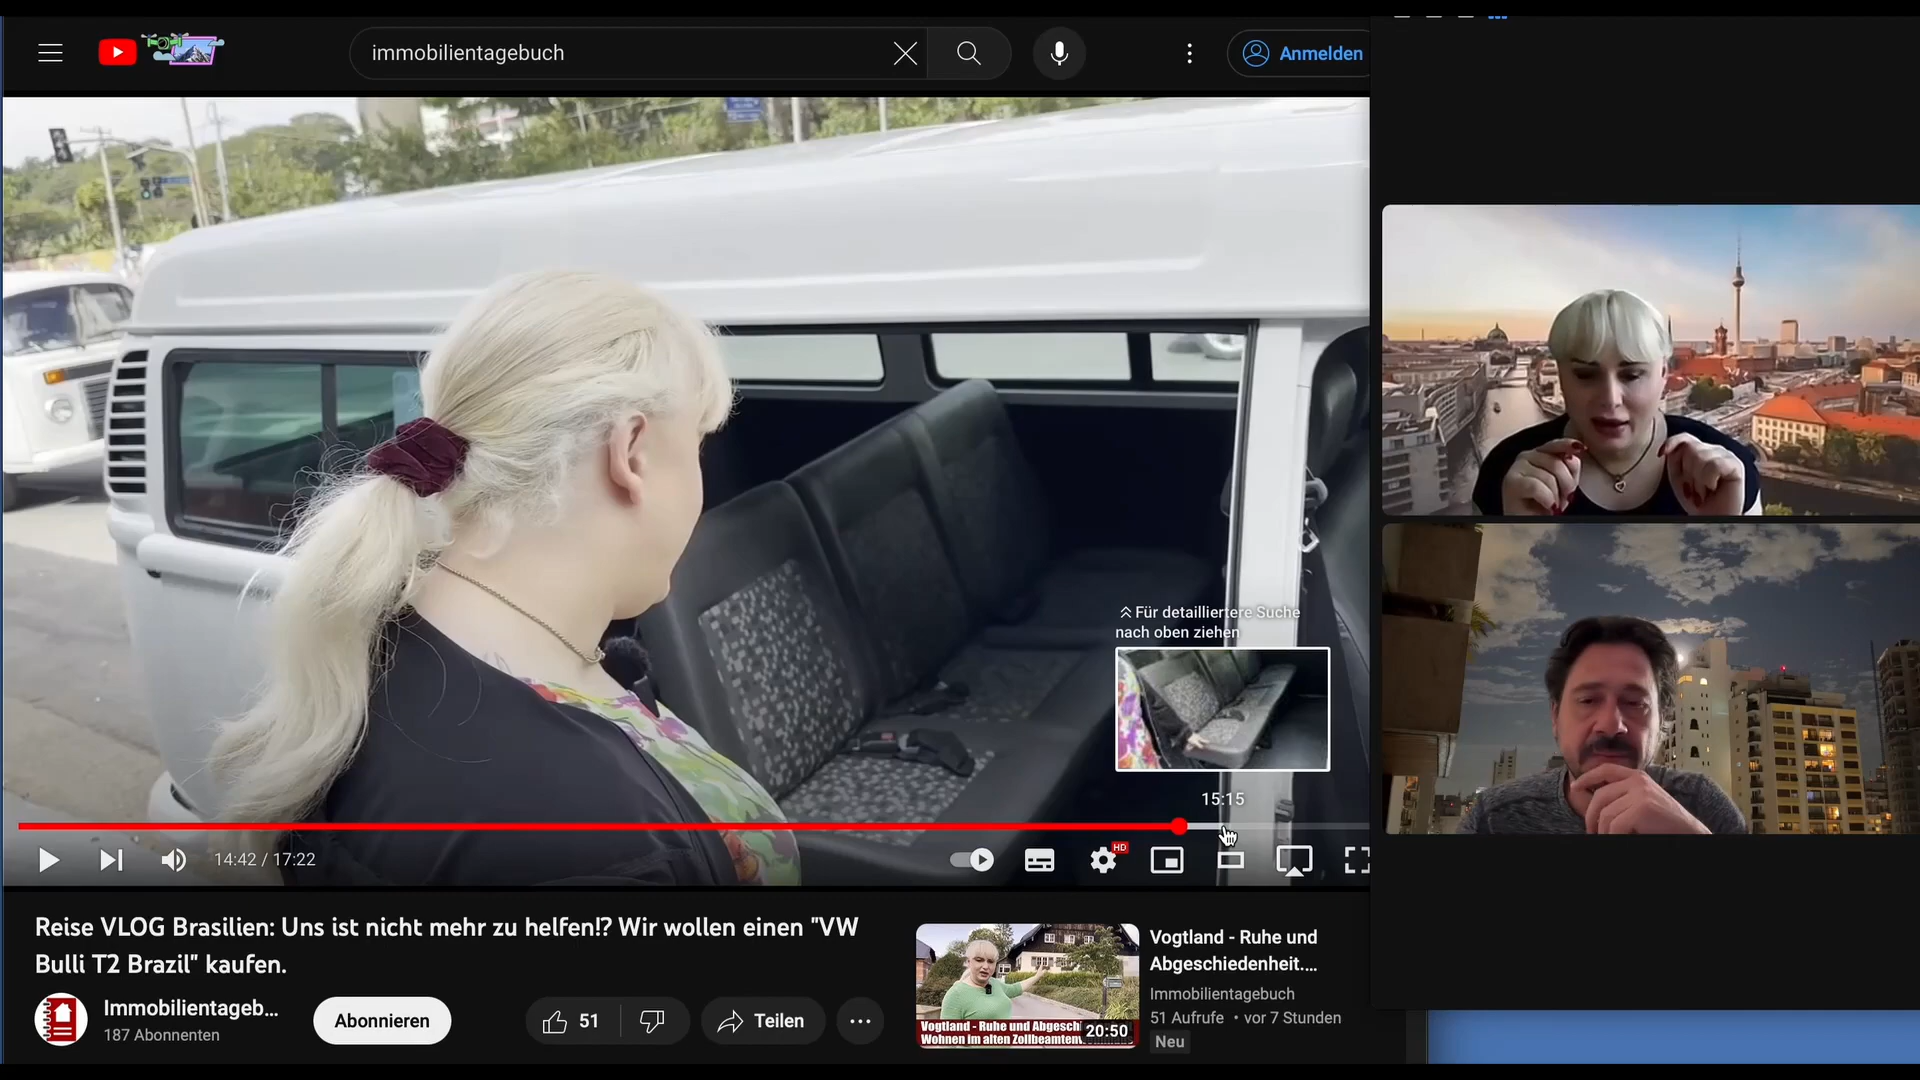 immobilientagebuch
Anmelden
Für detailliertere Suche
nach oben ziehen
15:15
14:42 / 17:22
HD
Reise VLOG Brasilien: Uns ist nicht mehr zu helfen!? Wir wollen einen "VW
Bulli T2 Brazil" kaufen.
Immobilientageb...
187 Abonnenten
Abonnieren
51
Teilen
Vogtland - Ruhe und Abgesch
Wohnen im alten Zollbeamten
20:50
Vogtland - Ruhe und
Abgeschiedenheit....
Immobilientagebuch
51 Aufrufe • vor 7 Stunden
Neu